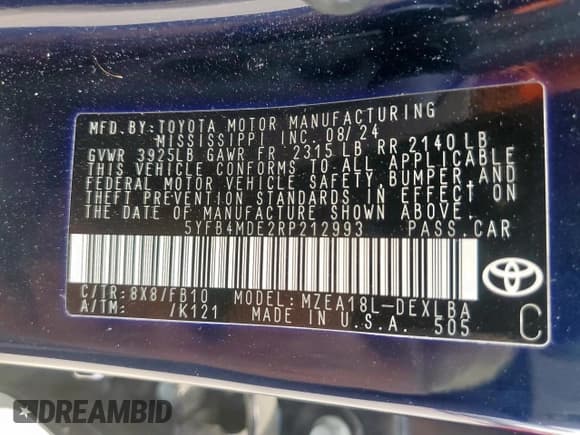 MFD.BY: TOYOTA MOTOR MANUFACTURING
MISSISSIPPI, INC. 08/24
GVWR 3925LB GAWR FR 2315 LB RR 2140 LB
THIS VEHICLE CONFORMS TO ALL APPLICABLE
FEDERAL MOTOR VEHICLE SAFETY, BUMPER, AND
THEFT PREVENTION STANDARDS IN EFFECT ON
THE DATE OF MANUFACTURE SHOWN ABOVE.
5YFB4MDE2RP212993 PASS.CAR
C/TR: 8X8/FB10 MODEL: MZEA18L-DEXLBA
A/TM: /K121 MADE IN U.S.A. 505
C
DREAMBID